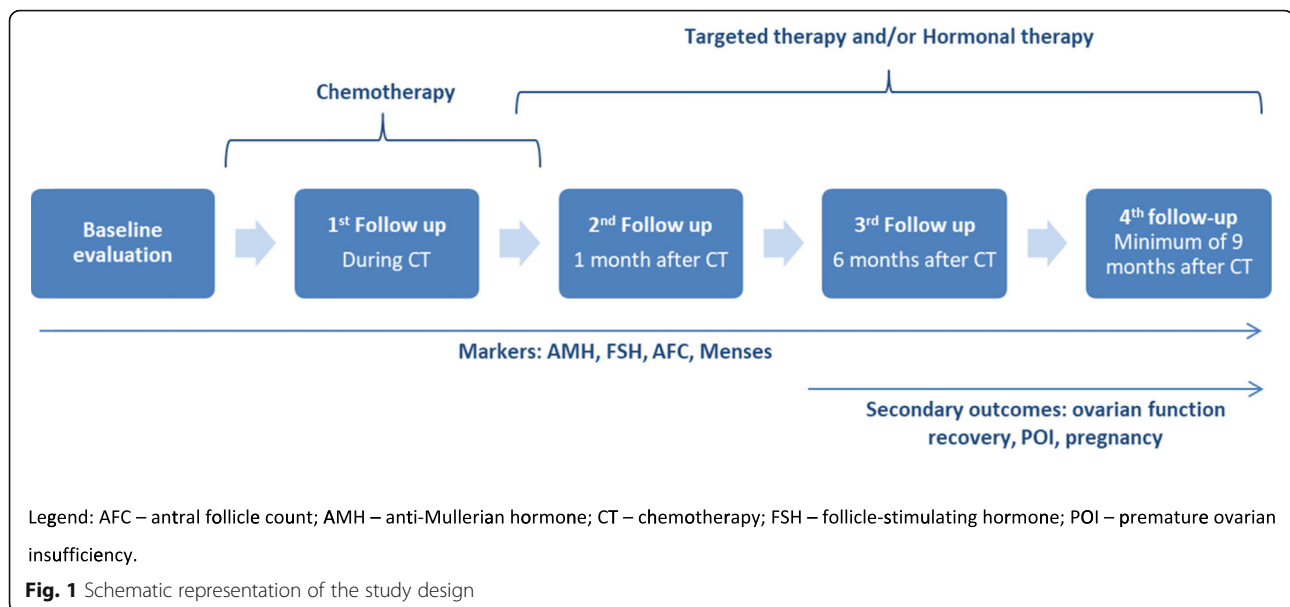 Targeted therapy and/or Hormonal therapy
Chemotherapy
Baseline
evaluation
1st Follow up
During CT
2nd Follow up
1 month after CT
3rd Follow up
6 months after CT
4th follow-up
Minimum of 9
months after CT
Markers: AMH, FSH, AFC, Menses
Secondary outcomes: ovarian function
recovery, POI, pregnancy
Legend: AFC – antral follicle count; AMH – anti-Mullerian hormone; CT – chemotherapy; FSH – follicle-stimulating hormone; POI – premature ovarian
insufficiency.
Fig. 1 Schematic representation of the study design